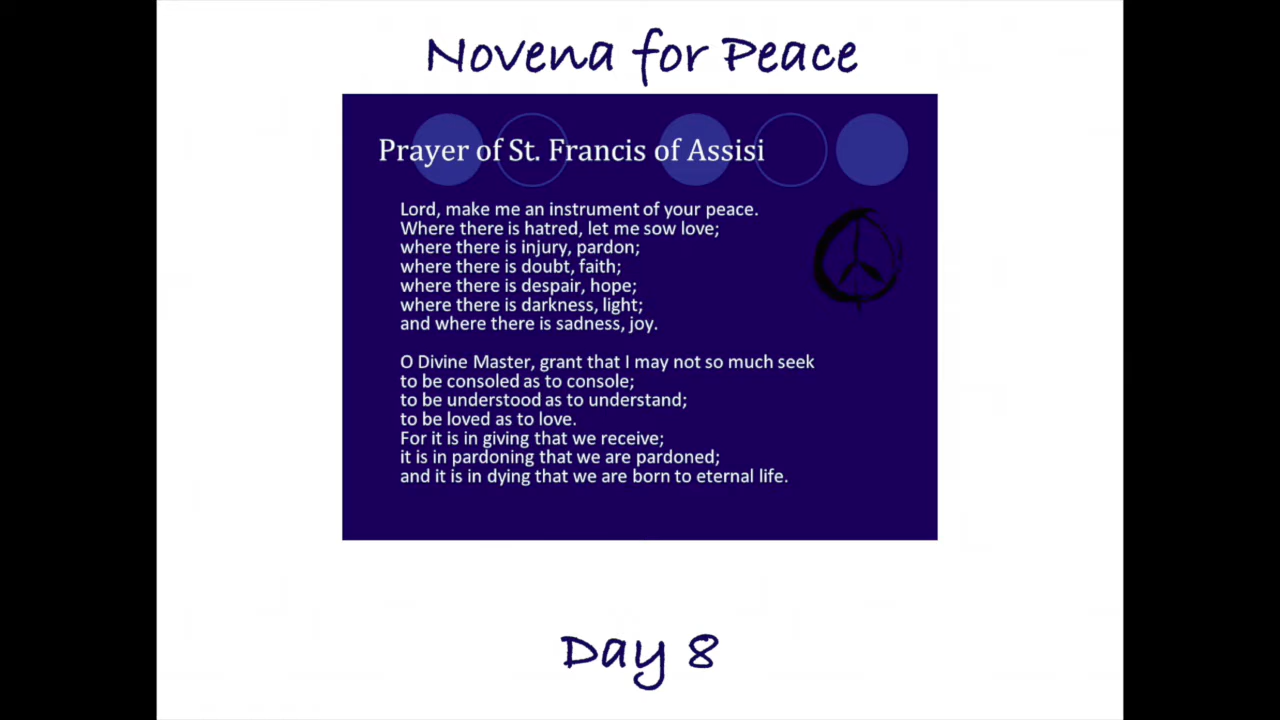 Novena for Peace
Prayer of St. Francis of Assisi
Lord, make me an instrument of your peace.
Where there is hatred, let me sow love;
where there is injury, pardon;
where there is doubt, faith;
where there is despair, hope;
where there is darkness, light;
and where there is sadness, joy.
O Divine Master, grant that I may not so much seek
to be consoled as to console;
to be understood as to understand;
to be loved as to love.
For it is in giving that we receive;
it is in pardoning that we are pardoned;
and it is in dying that we are born to eternal life.
Day 8